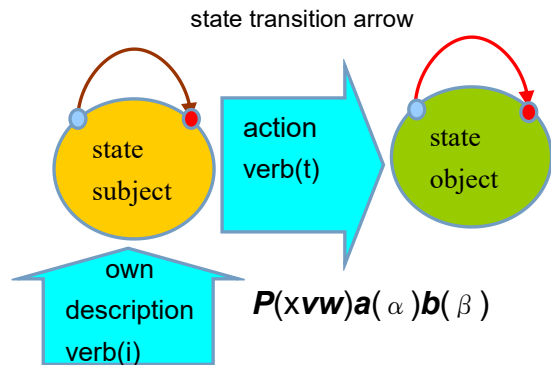 state transition arrow
state
subject
action
verb(t)
state
object
own
description
verb(i)
P(xvw)a(α)b(β)